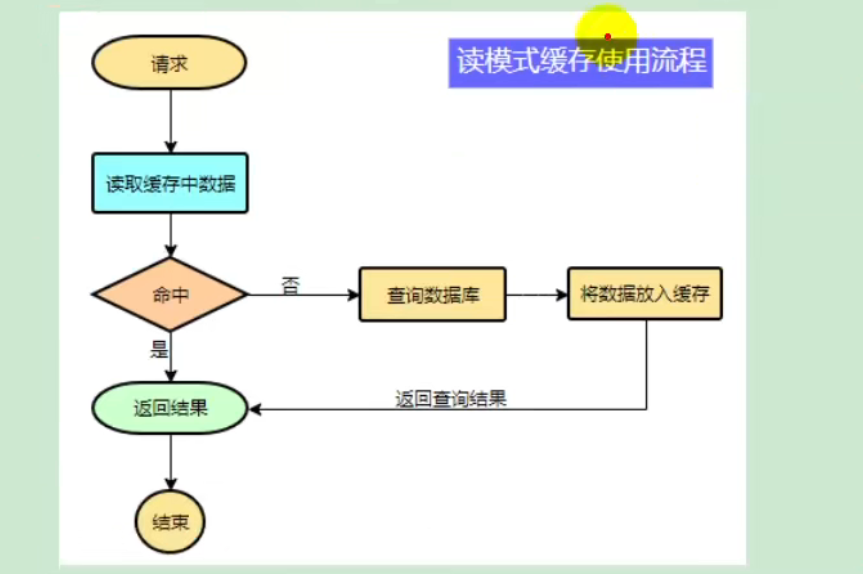 读模式缓存使用流程
请求
读取缓存中数据
命中
否
查询数据库
将数据放入缓存
是
返回查询结果
返回结果
结束